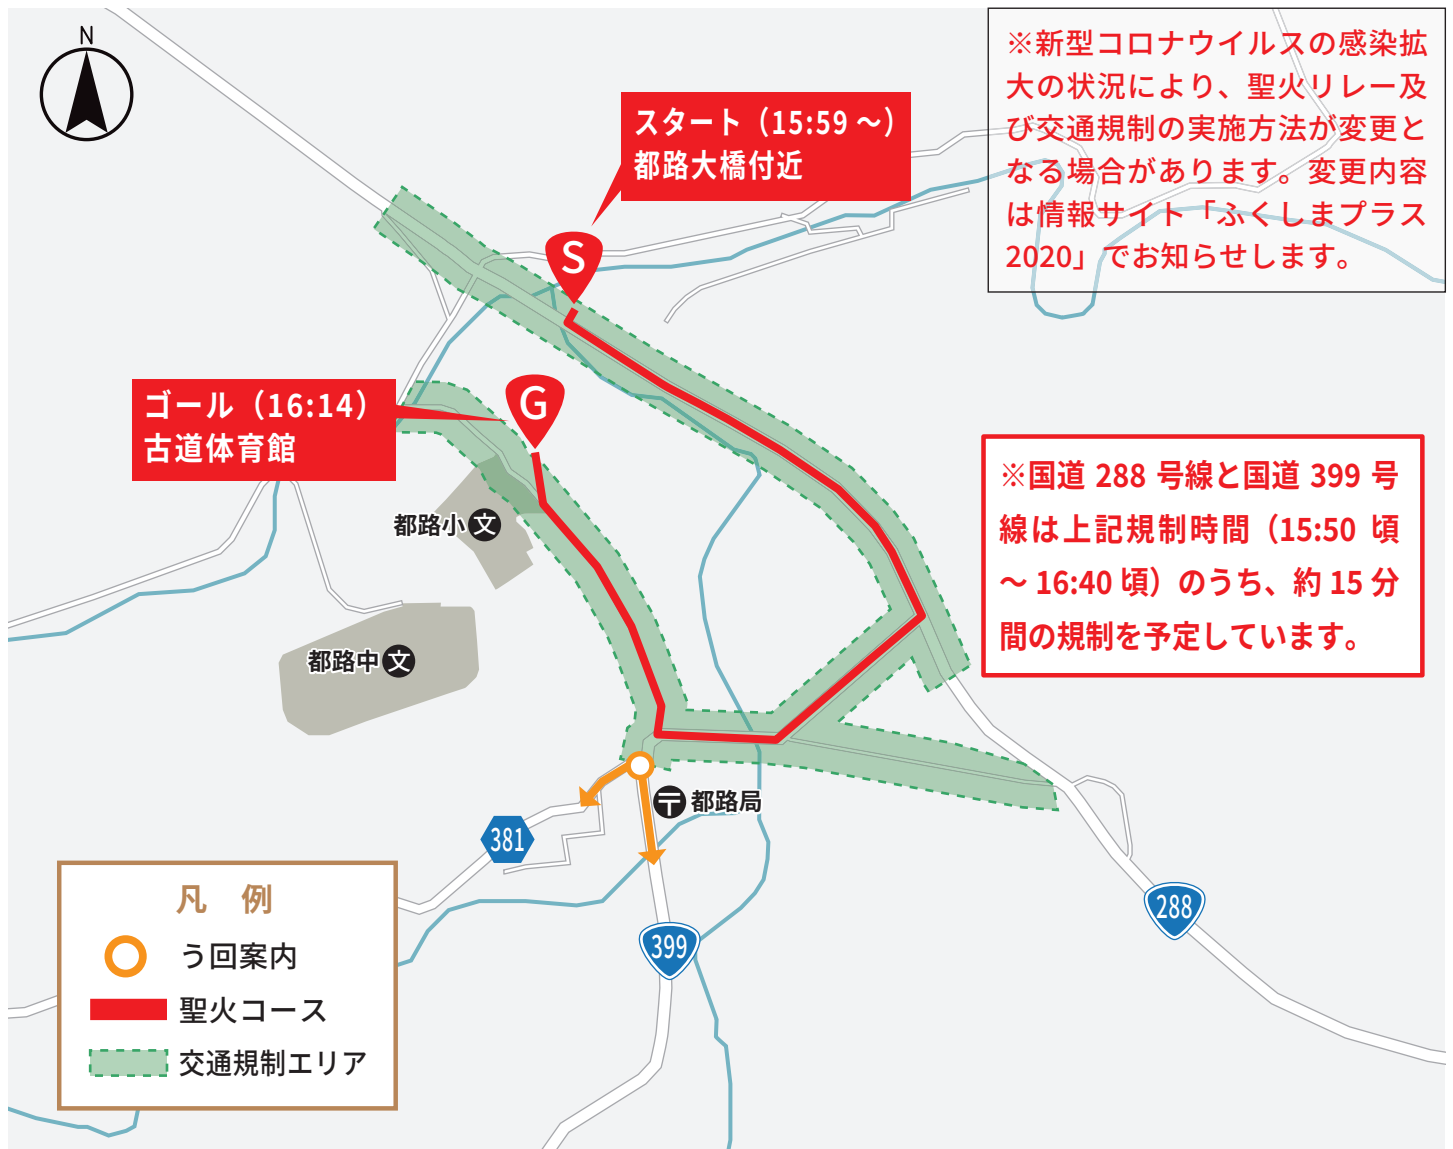 N
※新型コロナウイルスの感染拡
大の状況により、聖火リレー及
び交通規制の実施方法が変更と
なる場合があります。変更内容
は情報サイト「ふくしまプラス
2020」でお知らせします。
スタート（15:59 ～）
都路大橋付近
S
ゴール（16:14）
古道体育館
G
※国道 288 号線と国道 399 号
線は上記規制時間（15:50 頃
～ 16:40 頃）のうち、約 15 分
間の規制を予定しています。
都路小 文
都路中 文
〒 都路局
381
399
288
凡 例
う回案内
聖火コース
交通規制エリア